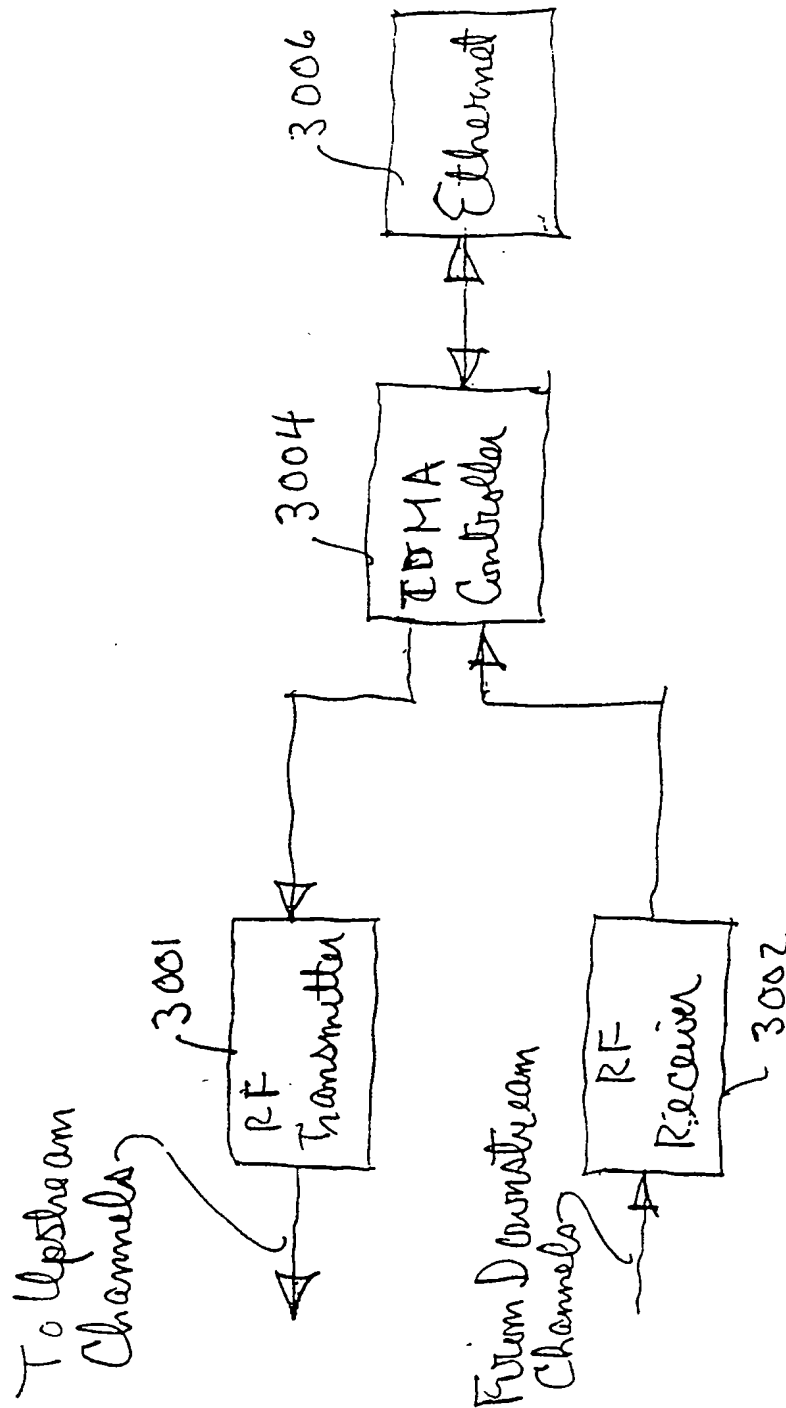 To Upstream
Channels
3001
RF
Transmitter
3004
TDMA
Controller
3006
Ethernet
From Downstream
Channels
RF
Receiver
3002